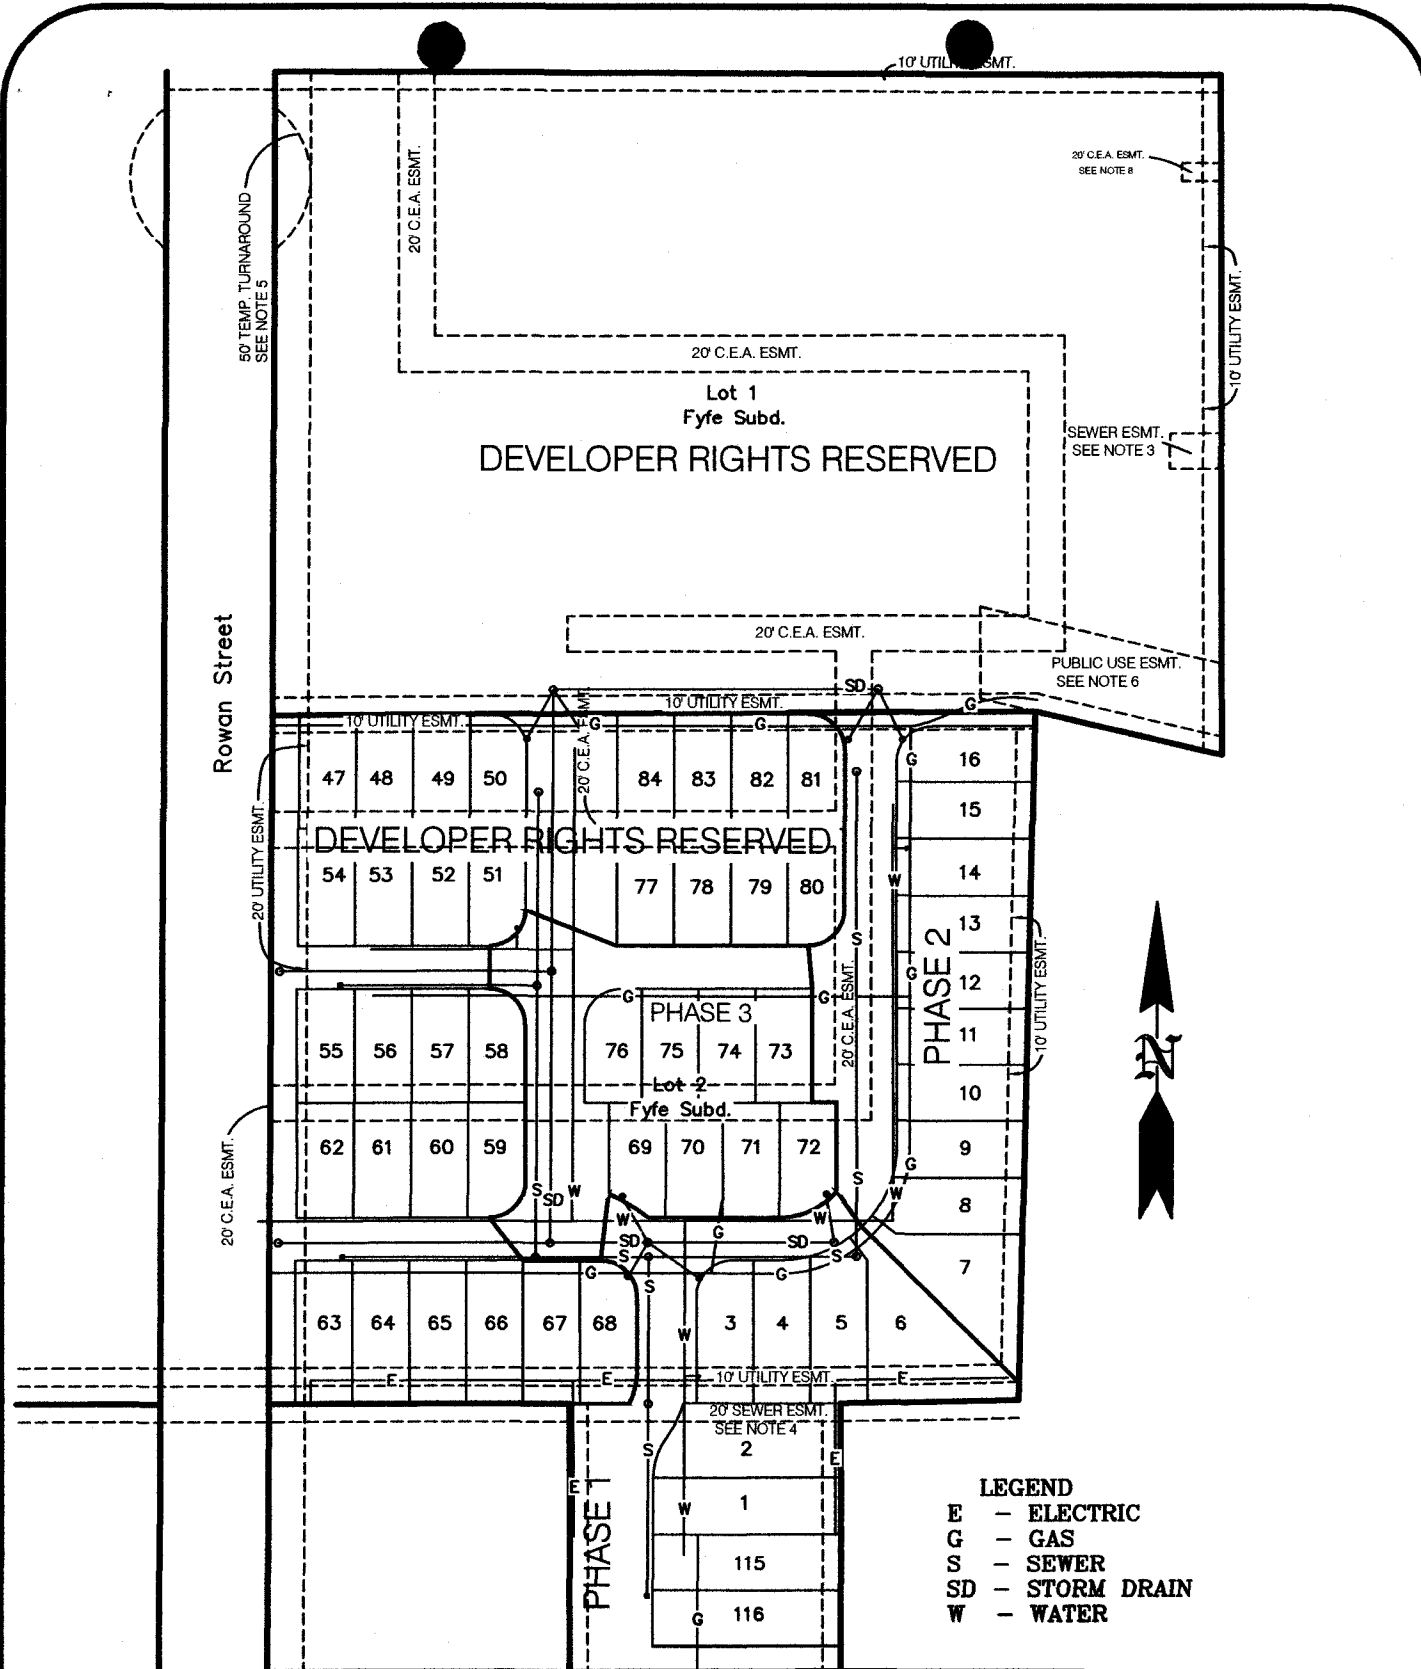 10' UTILITY ESMT.
20' C.E.A. ESMT.
SEE NOTE 8
20' C.E.A. ESMT.
50' TEMP. TURNAROUND
SEE NOTE 5
10' UTILITY ESMT.
20' C.E.A. ESMT.
Lot 1
Fyfe Subd.
DEVELOPER RIGHTS RESERVED
SEWER ESMT.
SEE NOTE 3
Rowan Street
20' C.E.A. ESMT.
PUBLIC USE ESMT.
SEE NOTE 6
SD
10' UTILITY ESMT.
G
10' UTILITY ESMT.
G
G
20' C.E.A. ESMT.
47 48 49 50
84 83 82 81
G
16
15
20' UTILITY ESMT.
DEVELOPER RIGHTS RESERVED
54 53 52 51
77 78 79 80
W
14
13
S
PHASE 2
G
12
20' C.E.A. ESMT.
10' UTILITY ESMT.
G
G
PHASE 3
11
N
55 56 57 58
76 75 74 73
10
Lot 2
Fyfe Subd.
20' C.E.A. ESMT.
62 61 60 59
69 70 71 72
9
G
S
SD
W
S
W
8
W
W
G
SD
SD
S
S
7
G
S
G
63 64 65 66 67 68
3 4 5 6
W
E
E
10' UTILITY ESMT.
E
20' SEWER ESMT.
SEE NOTE 4
2
S
E
E
PHASE 1
1
W
115
G
116
LEGEND
E – ELECTRIC
G – GAS
S – SEWER
SD – STORM DRAIN
W – WATER